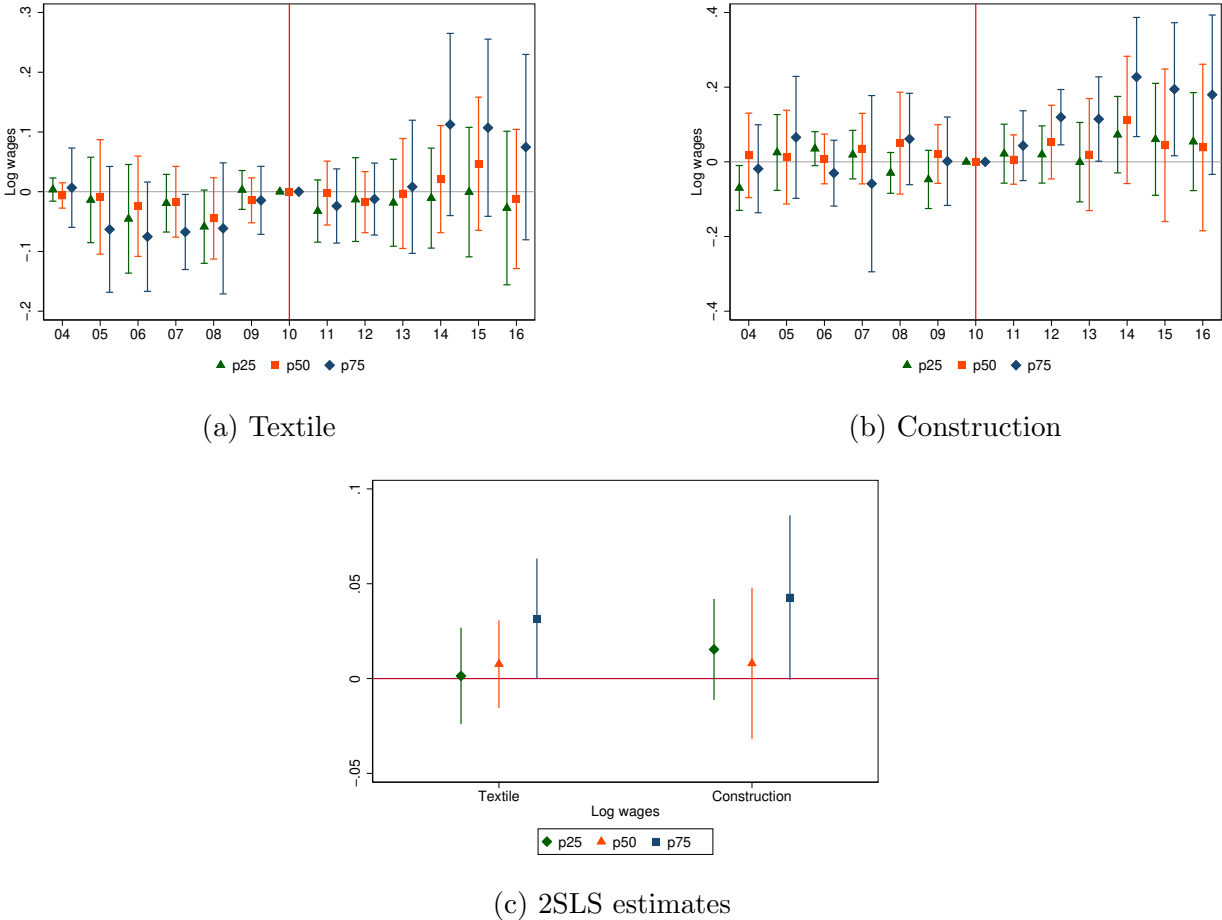 .3
.2
.1
0
-.1
-.2
Log wages
04 05 06 07 08 09 10 11 12 13 14 15 16
p25 p50 p75
(a) Textile
.4
.2
0
-.2
-.4
Log wages
04 05 06 07 08 09 10 11 12 13 14 15 16
p25 p50 p75
(b) Construction
.1
.05
0
-.05
Textile Construction
Log wages
p25 p50 p75
(c) 2SLS estimates